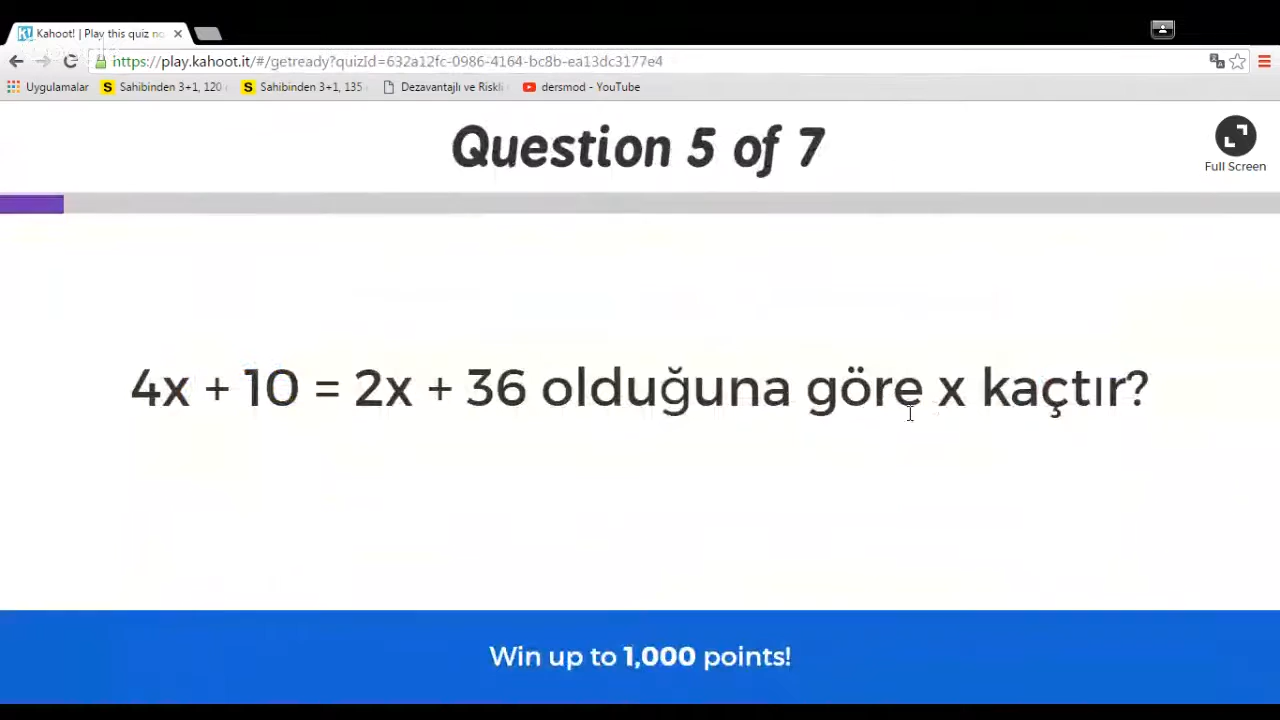 Kahoot! | Play this quiz no
https://play.kahoot.it/#/getready?quizId=632a12fc-0986-41f4-bc8b-ea13dc3177e4
Uygulamalar Sahibinden 3+1, 120 Sahibinden 3+1, 135 Dezavantajlı ve Riskli dersmod - YouTube
Question 5 of 7
Full Screen
4x + 10 = 2x + 36 olduğuna göre x kaçtır?
Win up to 1,000 points!